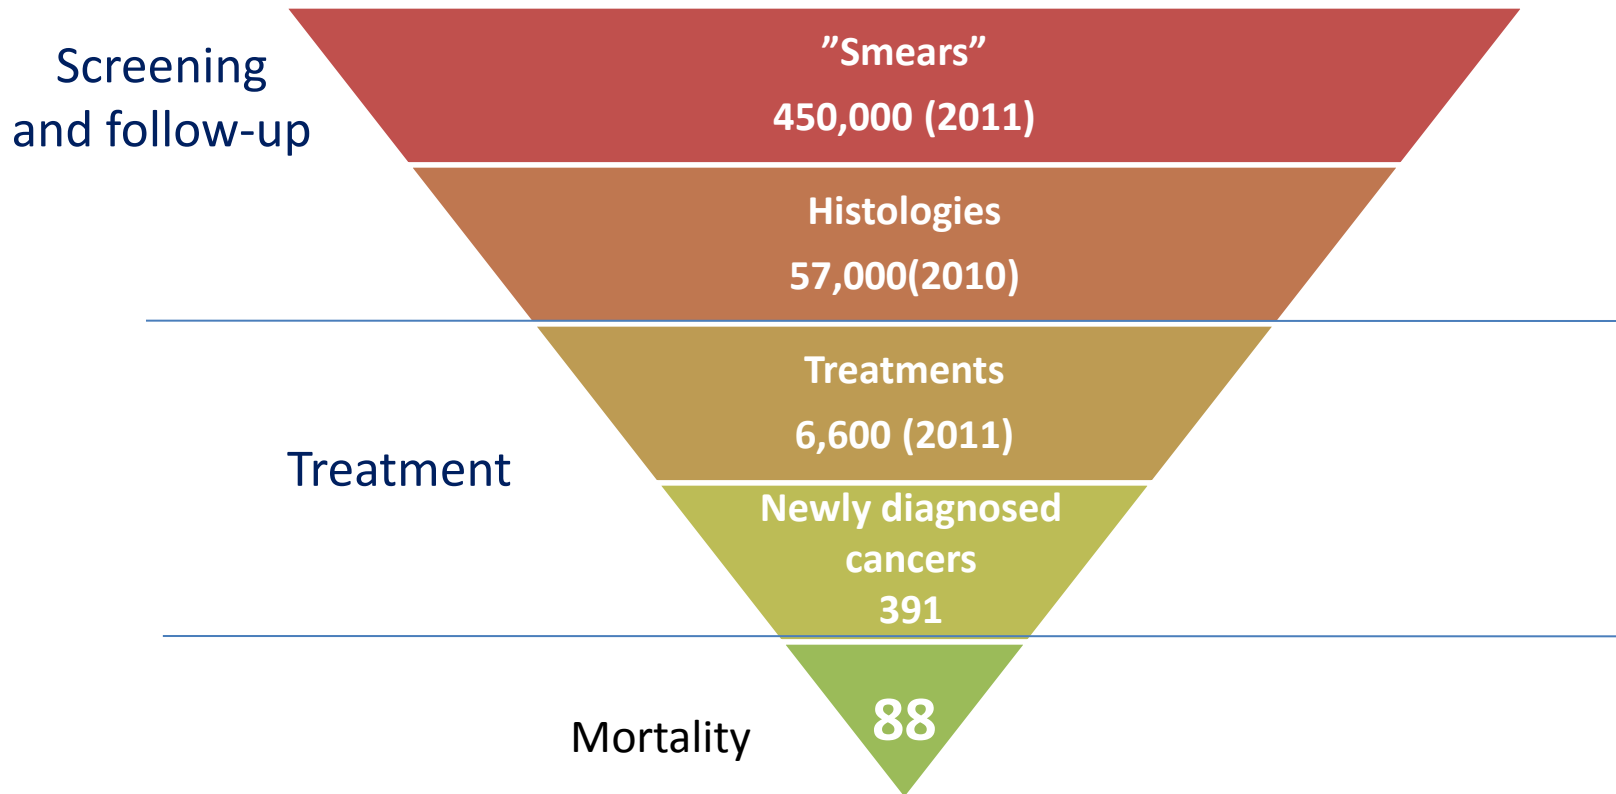 Screening
and follow-up
”Smears”
450,000 (2011)
Histologies
57,000(2010)
Treatment
Treatments
6,600 (2011)
Newly diagnosed
cancers
391
Mortality
88